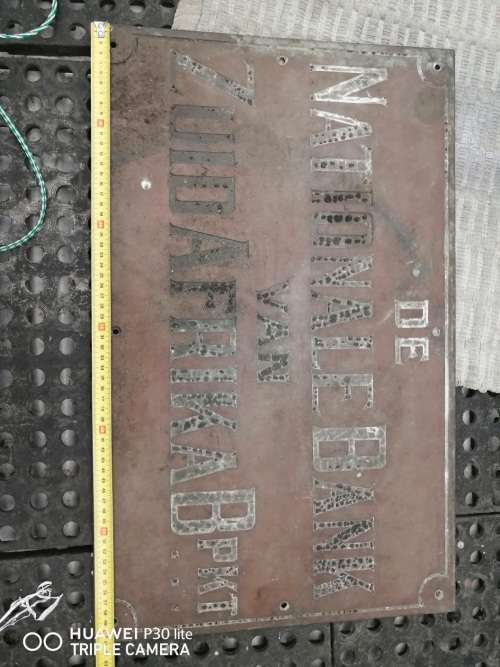 DE
NATIONALE BANK
VAN
ZUID AFRIKA BPKT
HUAWEI P30 lite
TRIPLE CAMERA